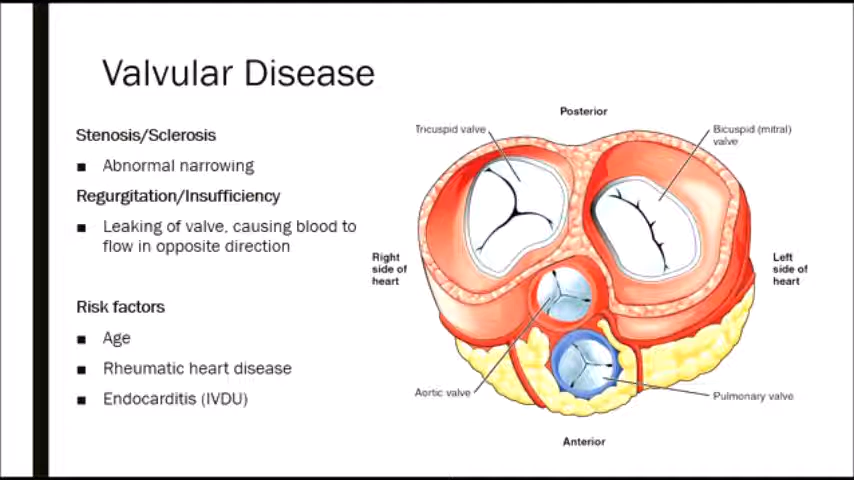 Valvular Disease
Stenosis/Sclerosis
■ Abnormal narrowing
Regurgitation/Insufficiency
■ Leaking of valve, causing blood to
flow in opposite direction
Risk factors
■ Age
■ Rheumatic heart disease
■ Endocarditis (IVDU)
Posterior
Tricuspid valve
Bicuspid (mitral)
valve
Right
side of
heart
Left
side of
heart
Aortic valve
Pulmonary valve
Anterior